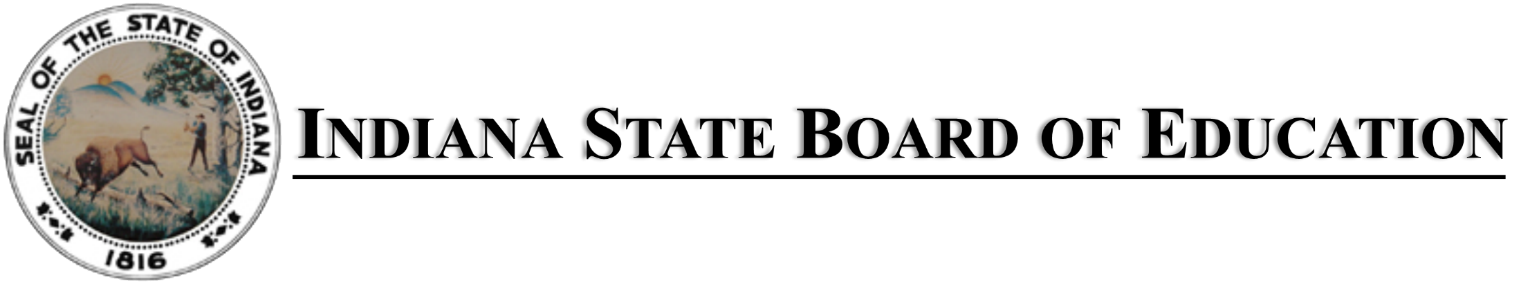 SEAL OF THE STATE OF INDIANA
1816
INDIANA STATE BOARD OF EDUCATION